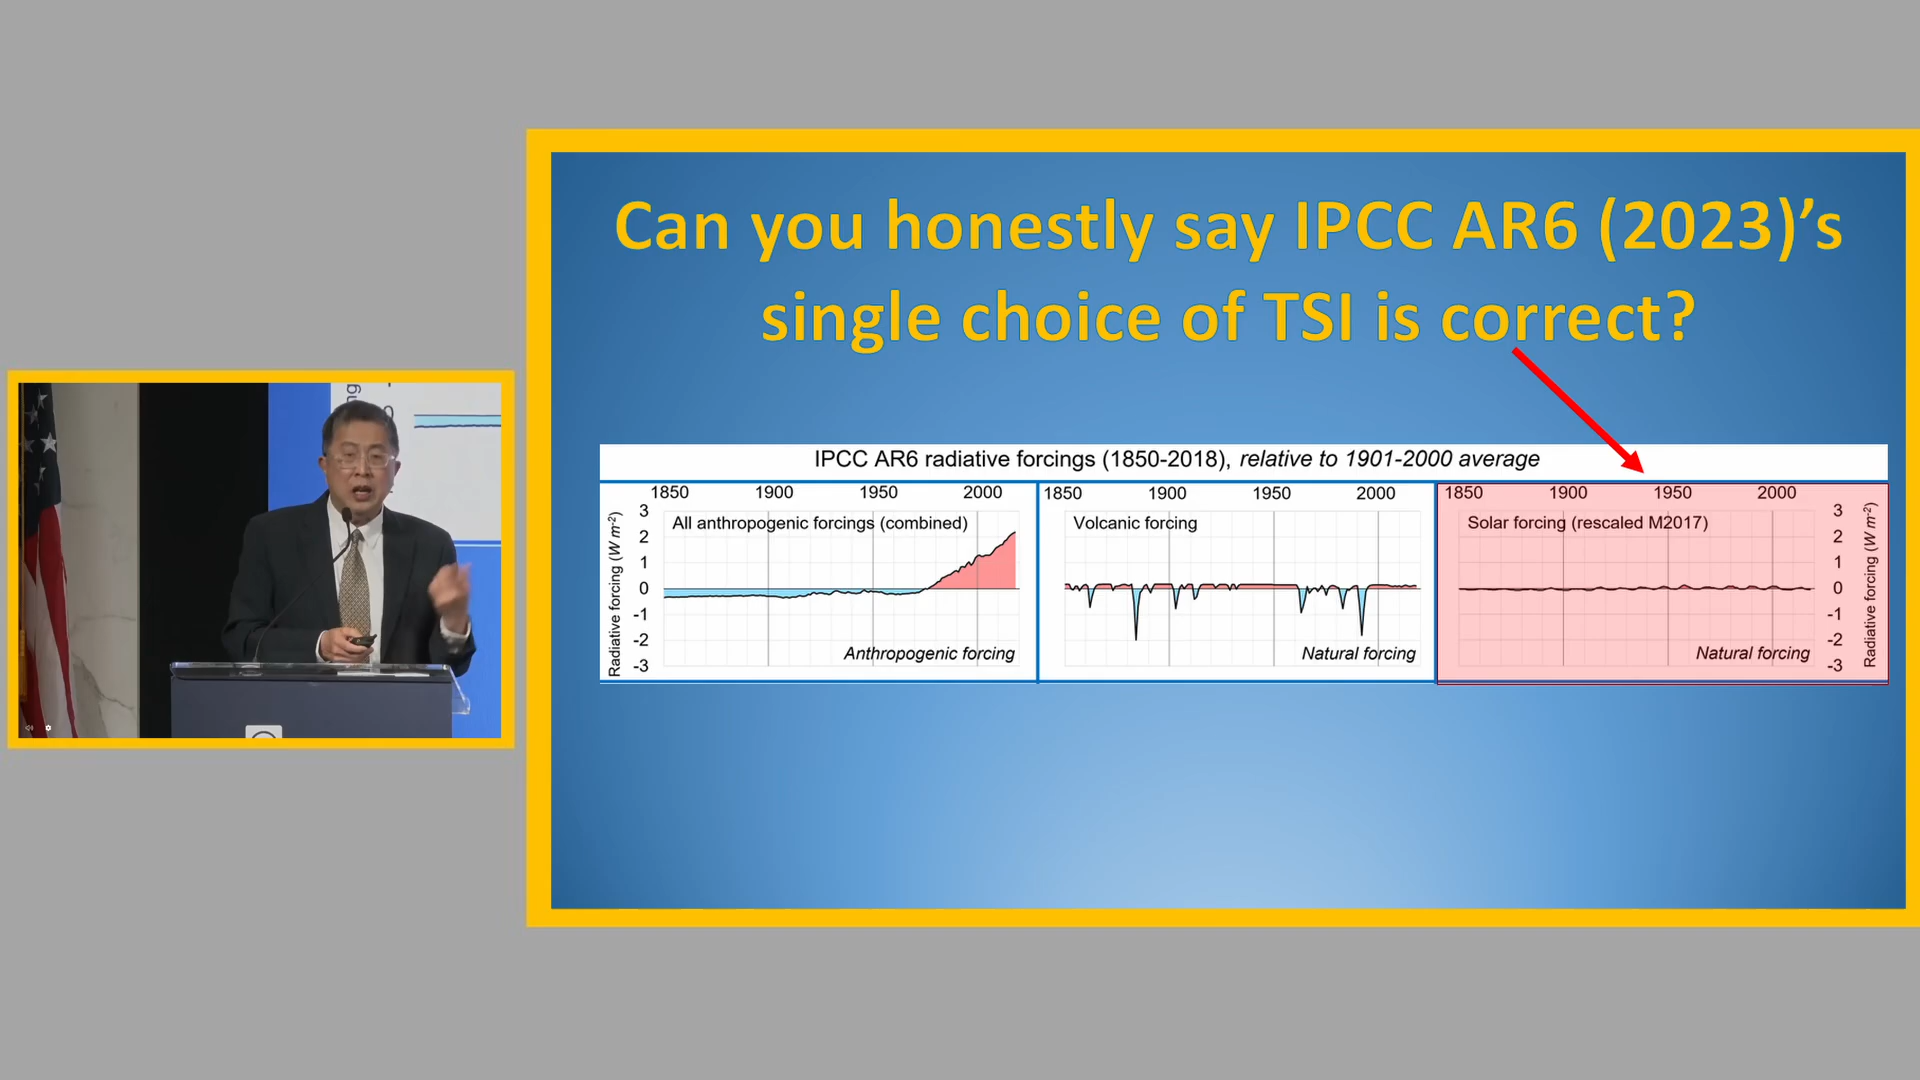 Can you honestly say IPCC AR6 (2023)'s
single choice of TSI is correct?
IPCC AR6 radiative forcings (1850-2018), relative to 1901-2000 average
1850 1900 1950 2000
Radiative forcing (W m-2)
3
2
1
0
-1
-2
-3
All anthropogenic forcings (combined)
Anthropogenic forcing
1850 1900 1950 2000
Volcanic forcing
Natural forcing
1850 1900 1950 2000
Solar forcing (rescaled M2017)
Natural forcing
3
2
1
0
-1
-2
-3
Radiative forcing (W m-2)